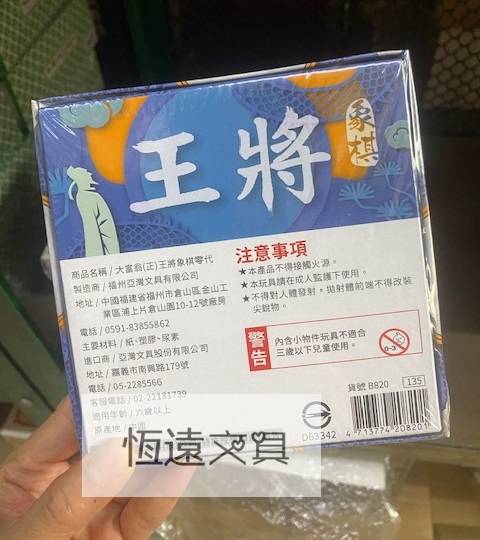 王將
象棋
商品名稱 / 大富翁(正)王將象棋零代
製造商 / 福州亞灣文具有限公司
地址 / 中國福建省福州市倉山區金山工
業區浦上片倉山園10-12號廠房
電話 / 0591-83855862
主要材料 / 紙、塑膠、尿素
進口商 / 亞灣文具股份有限公司
地址 / 嘉義市南興路179號
電話 / 05-2285566
客服電話 / 02-22181739
適用年齡 / 六歲以上
原產地 / 中國
注意事項
★本產品不得接觸火源。
★本玩具請在成人監護下使用。
★不得對人體發射，拋射體前端不得改裝
尖銳物。
警告
內含小物件玩具不適合
三歲以下兒童使用。
0-3
貨號 B820
135
D63342
4 713774 208201
恆遠文具